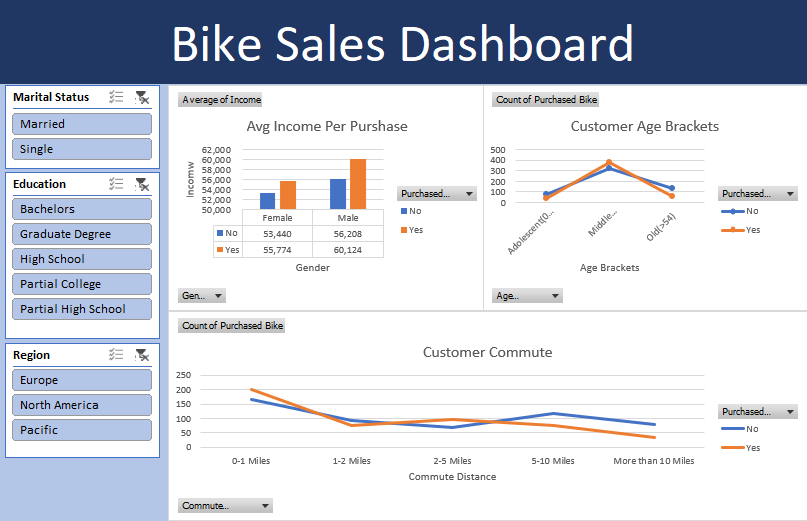 Bike Sales Dashboard
Marital Status
Married
Single
Education
Bachelors
Graduate Degree
High School
Partial College
Partial High School
Region
Europe
North America
Pacific
Average of Income
Avg Income Per Purshase
Incomw
62,000
60,000
58,000
56,000
54,000
52,000
50,000
Female Male
No 53,440 56,208
Yes 55,774 60,124
Gender
Purchased...
No
Yes
Gen...
Count of Purchased Bike
Customer Age Brackets
500
400
300
200
100
0
Adolescent(0...
Middle...
Old(>54)
Age Brackets
Purchased...
No
Yes
Age...
Count of Purchased Bike
Customer Commute
250
200
150
100
50
0
0-1 Miles 1-2 Miles 2-5 Miles 5-10 Miles More than 10 Miles
Commute Distance
Purchased...
No
Yes
Commute...